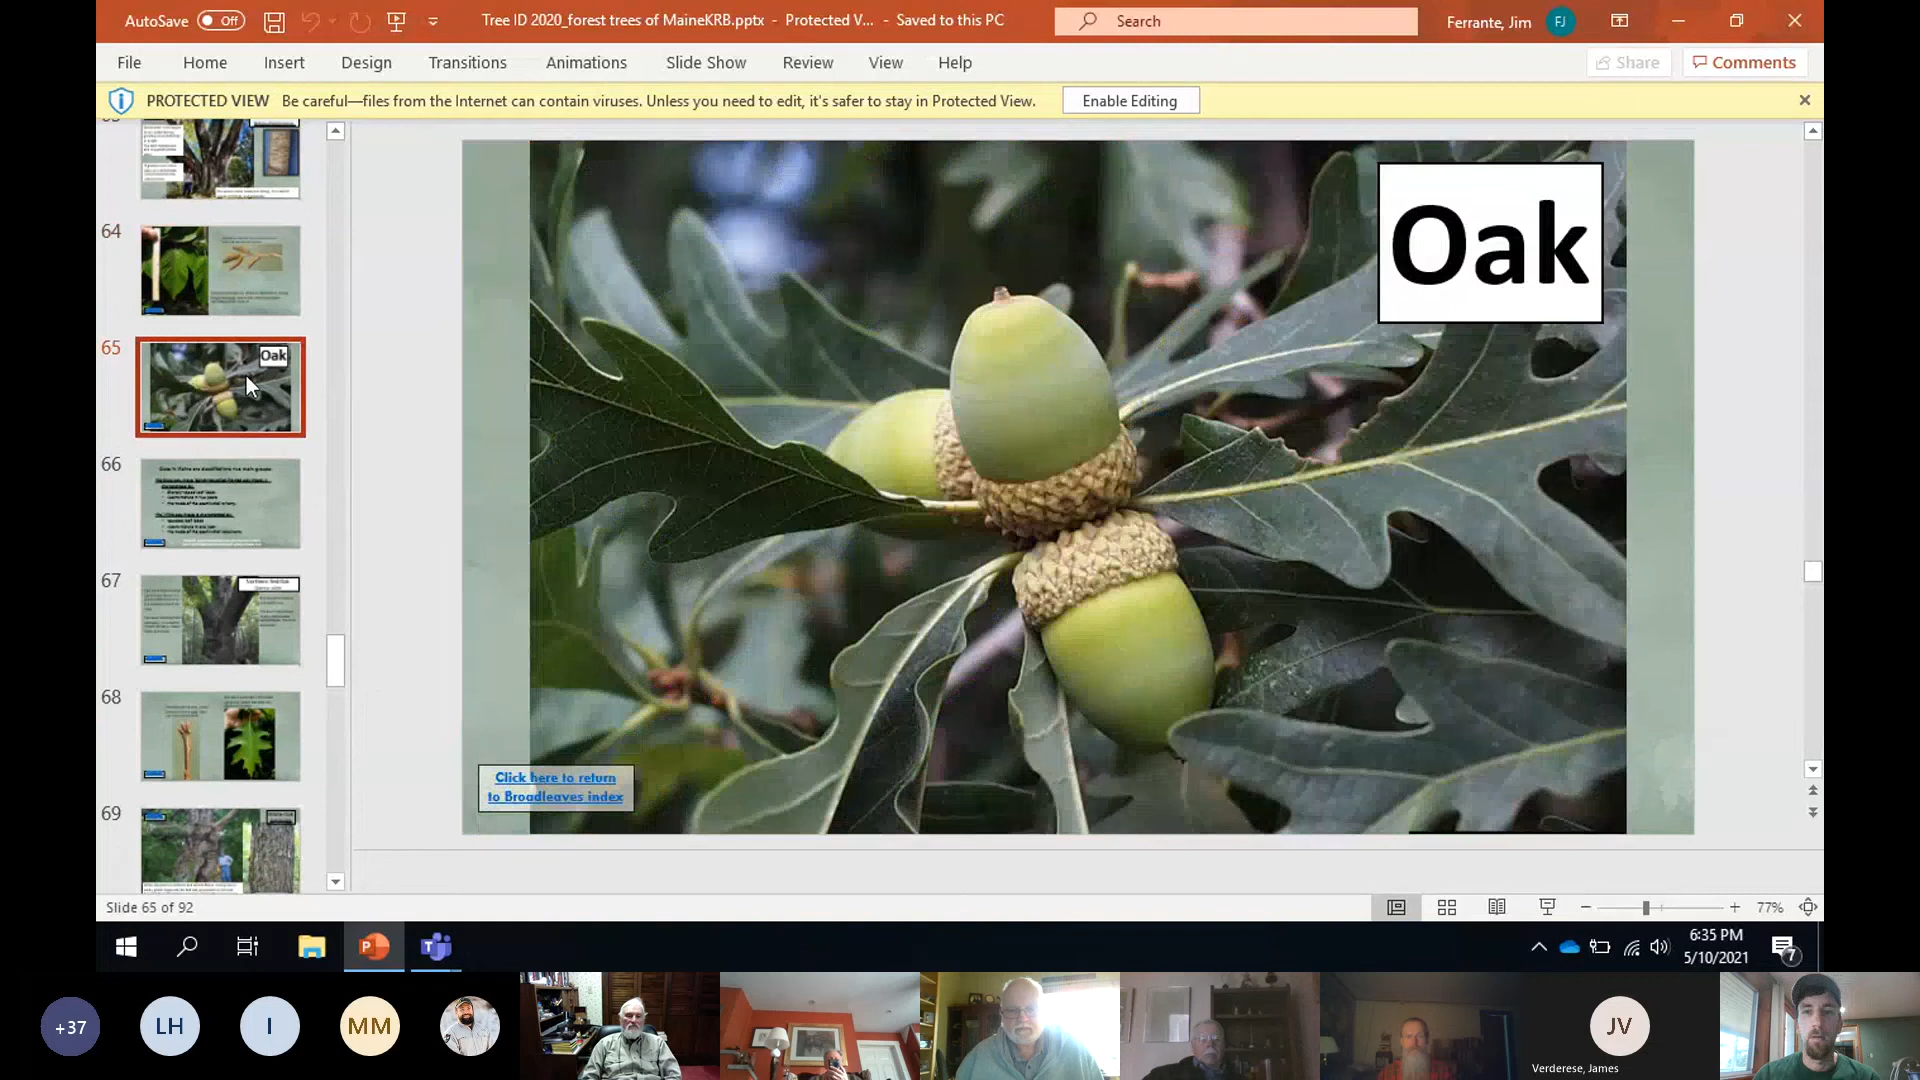 AutoSave Off
Tree ID 2020_forest trees of MaineKRB.pptx - Protected V... - Saved to this PC
Search
Ferrante, Jim FJ
File Home Insert Design Transitions Animations Slide Show Review View Help
Share Comments
PROTECTED VIEW Be careful—files from the Internet can contain viruses. Unless you need to edit, it's safer to stay in Protected View. Enable Editing
64
65
Oak
66
67
68
69
Oak
Click here to return
to Broadleaves index
Slide 65 of 92
77%
6:35 PM
5/10/2021
7
+37 LH I MM JV
Verderese, James